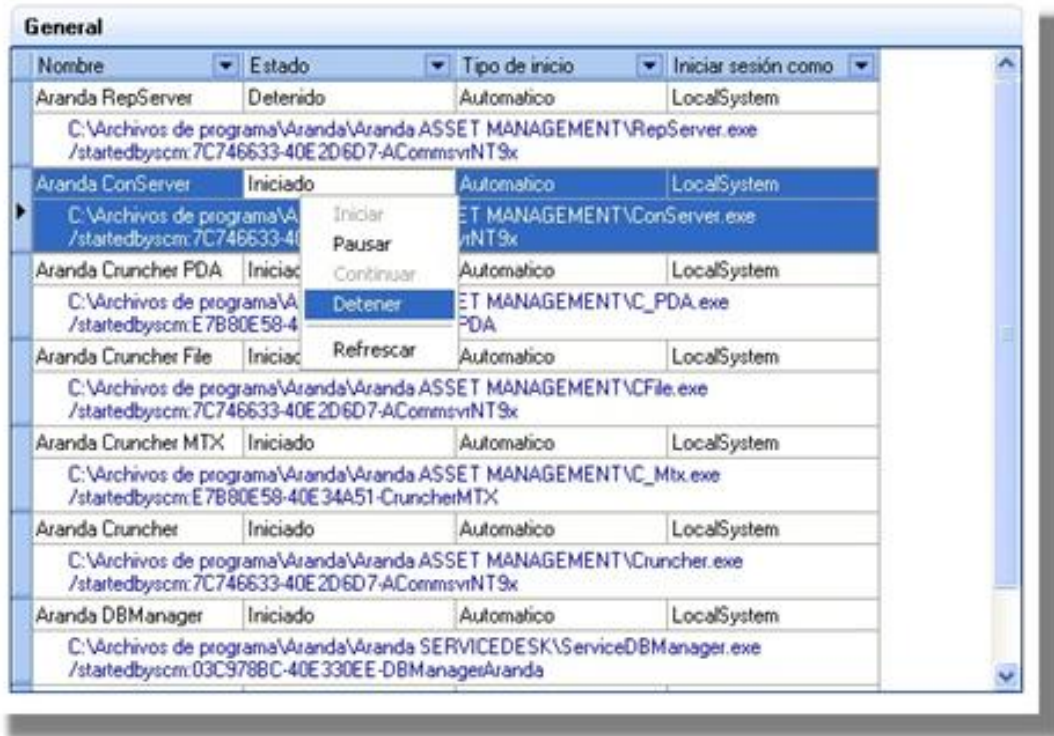 General
Nombre Estado Tipo de inicio Iniciar sesión como
Aranda RepServer Detenido Automatico LocalSystem
C:\Archivos de programa\Aranda\Aranda ASSET MANAGEMENT\RepServer.exe
/startedbyscm:7C746633-40E2D6D7-ACommsvrNT9x
Aranda ConServer Iniciado Automatico LocalSystem
C:\Archivos de programa\A ET MANAGEMENT\ConServer.exe
/startedbyscm:7C746633-40 vrNT9x
Iniciar
Pausar
Continuar
Detener
Refrescar
Aranda Cruncher PDA Iniciad Automatico LocalSystem
C:\Archivos de programa\A ET MANAGEMENT\C_PDA.exe
/startedbyscm:E7B80E58-4 PDA
Aranda Cruncher File Iniciad Automatico LocalSystem
C:\Archivos de programa\Aranda\Aranda ASSET MANAGEMENT\CFile.exe
/startedbyscm:7C746633-40E2D6D7-ACommsvrNT9x
Aranda Cruncher MTX Iniciado Automatico LocalSystem
C:\Archivos de programa\Aranda\Aranda ASSET MANAGEMENT\C_Mtx.exe
/startedbyscm:E7B80E58-40E34A51-CruncherMTX
Aranda Cruncher Iniciado Automatico LocalSystem
C:\Archivos de programa\Aranda\Aranda ASSET MANAGEMENT\Cruncher.exe
/startedbyscm:7C746633-40E2D6D7-ACommsvrNT9x
Aranda DBManager Iniciado Automatico LocalSystem
C:\Archivos de programa\Aranda\Aranda SERVICEDESK\ServiceDBManager.exe
/startedbyscm:03C978BC-40E330EE-DBManagerAranda